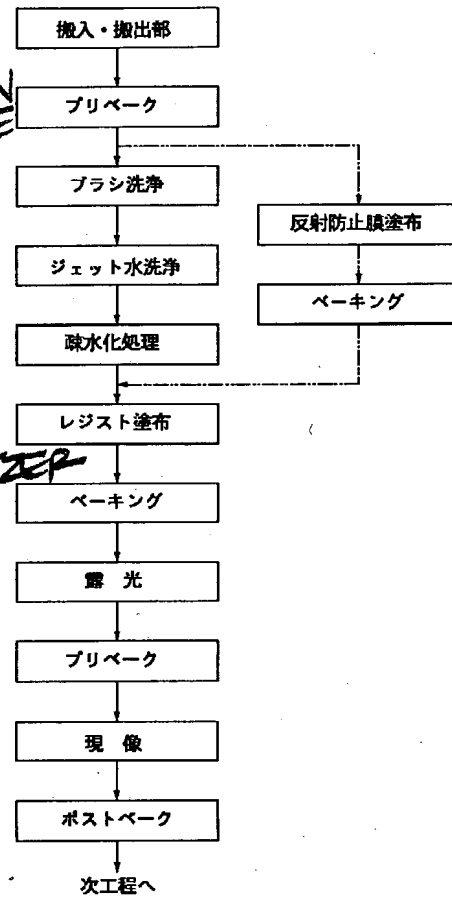 搬入・搬出部
プリベーク
ブラシ洗浄
反射防止膜塗布
ジェット水洗浄
ベーキング
疎水化処理
レジスト塗布
ベーキング
露 光
プリベーク
現 像
ポストベーク
次工程へ